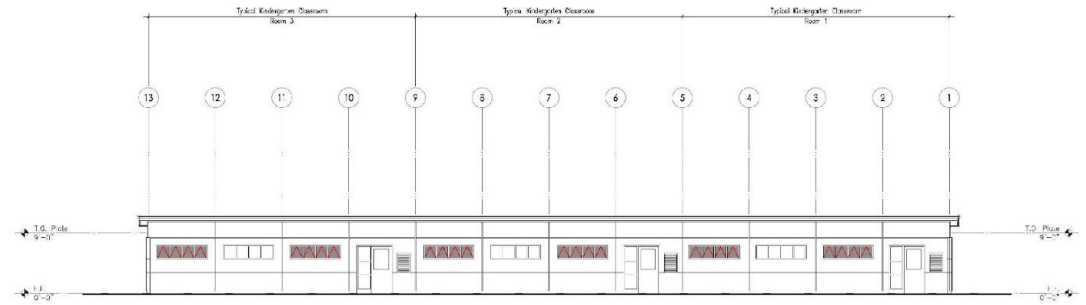 Typical Kindergarten Classroom
Room 3
Typical Kindergarten Classroom
Room 2
Typical Kindergarten Classroom
Room 1
13
12
11
10
9
8
7
6
5
4
3
2
1
T.O. Plate
9'-0"
T.O. Plate
9'-0"
F.F.
0'-0"
F.F.
0'-0"